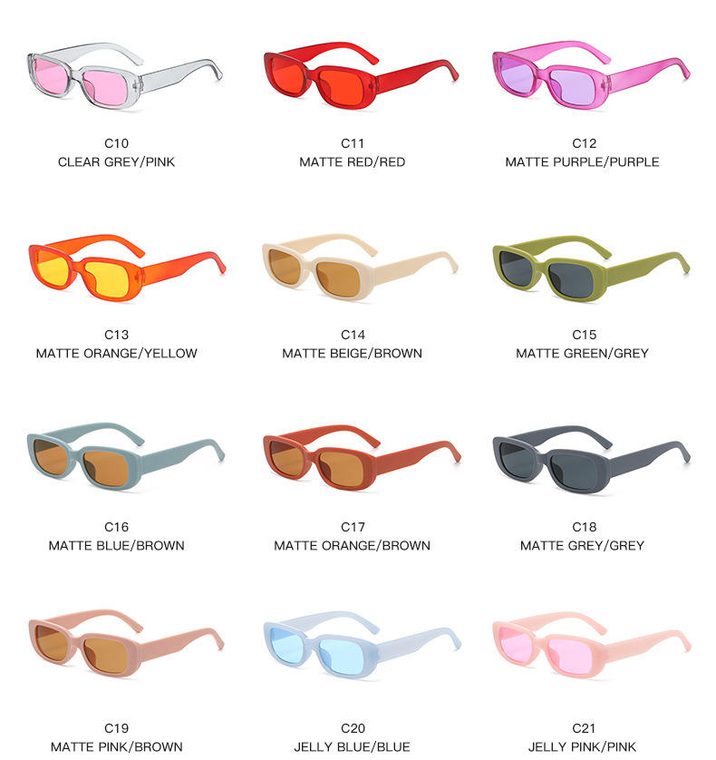 C10
CLEAR GREY/PINK
C11
MATTE RED/RED
C12
MATTE PURPLE/PURPLE
C13
MATTE ORANGE/YELLOW
C14
MATTE BEIGE/BROWN
C15
MATTE GREEN/GREY
C16
MATTE BLUE/BROWN
C17
MATTE ORANGE/BROWN
C18
MATTE GREY/GREY
C19
MATTE PINK/BROWN
C20
JELLY BLUE/BLUE
C21
JELLY PINK/PINK